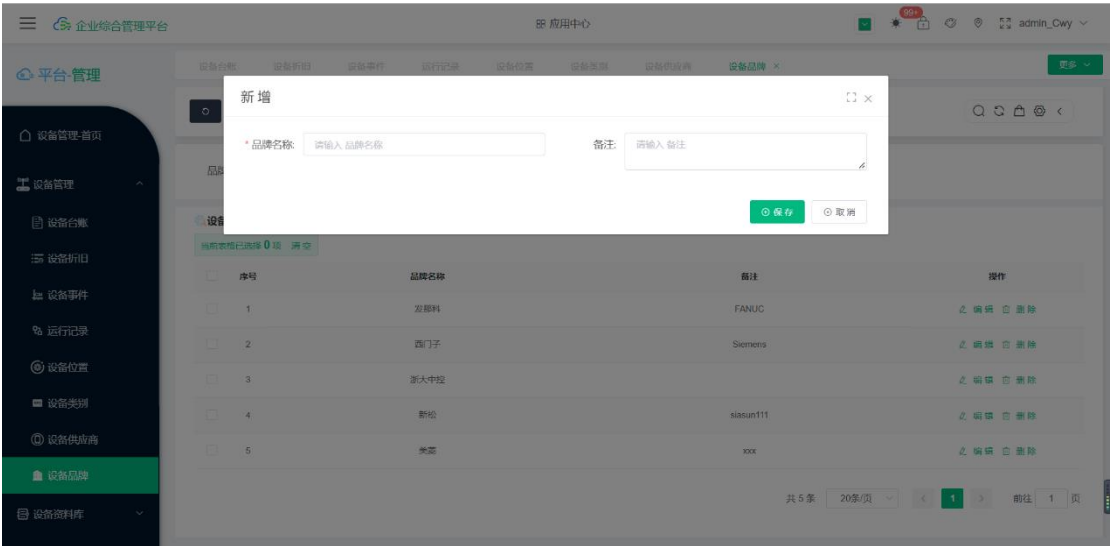 企业综合管理平台
应用中心
99+
admin_Cwy
平台-管理
设备台账 设备折旧 设备事件 运行记录 设备位置 设备类别 设备供应商 设备品牌 ×
更多
新增
* 品牌名称: 请输入 品牌名称
备注: 请输入 备注
保存 取消
设备管理-首页
设备管理
设备台账
设备折旧
设备事件
运行记录
设备位置
设备类别
设备供应商
设备品牌
设备资料库
品牌
设备
当前表格已选择 0 项 清空
序号 品牌名称 备注 操作
1 发那科 FANUC 编辑 删除
2 西门子 Siemens 编辑 删除
3 浙大中控 编辑 删除
4 新松 siasun111 编辑 删除
5 xxx 编辑 删除
共 5 条 20条/页 1 前往 1 页